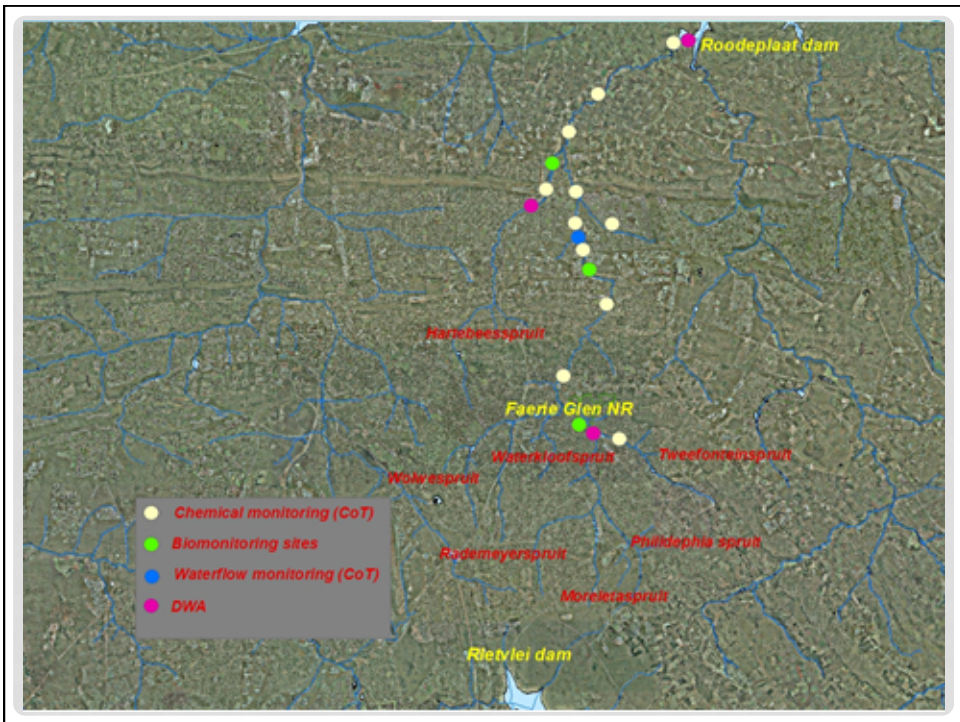 Roodeplaat dam
Hartebeesspruit
Faerie Glen NR
Waterkloofspruit
Tweefonteinspruit
Wolwespruit
Chemical monitoring (CoT)
Biomonitoring sites
Waterflow monitoring (CoT)
DWA
Rademeyerspruit
Philidephia spruit
Moreletaspruit
Rietvlei dam